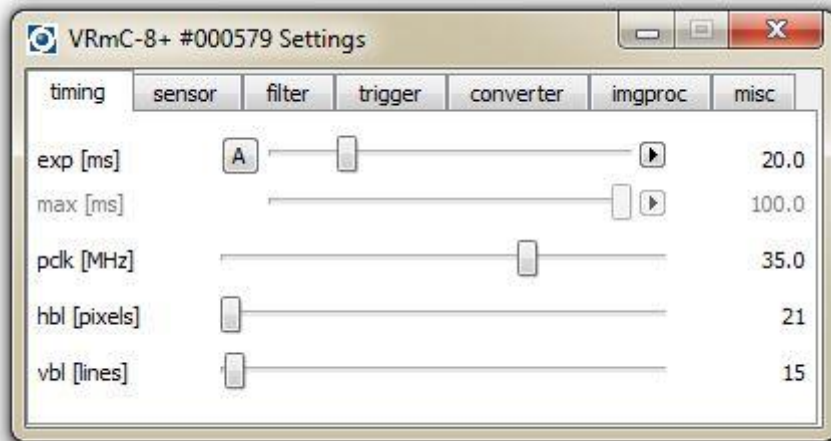 VRmC-8+ #000579 Settings
timing sensor filter trigger converter imgproc misc
exp [ms] A 20.0
max [ms] 100.0
pclk [MHz] 35.0
hbl [pixels] 21
vbl [lines] 15